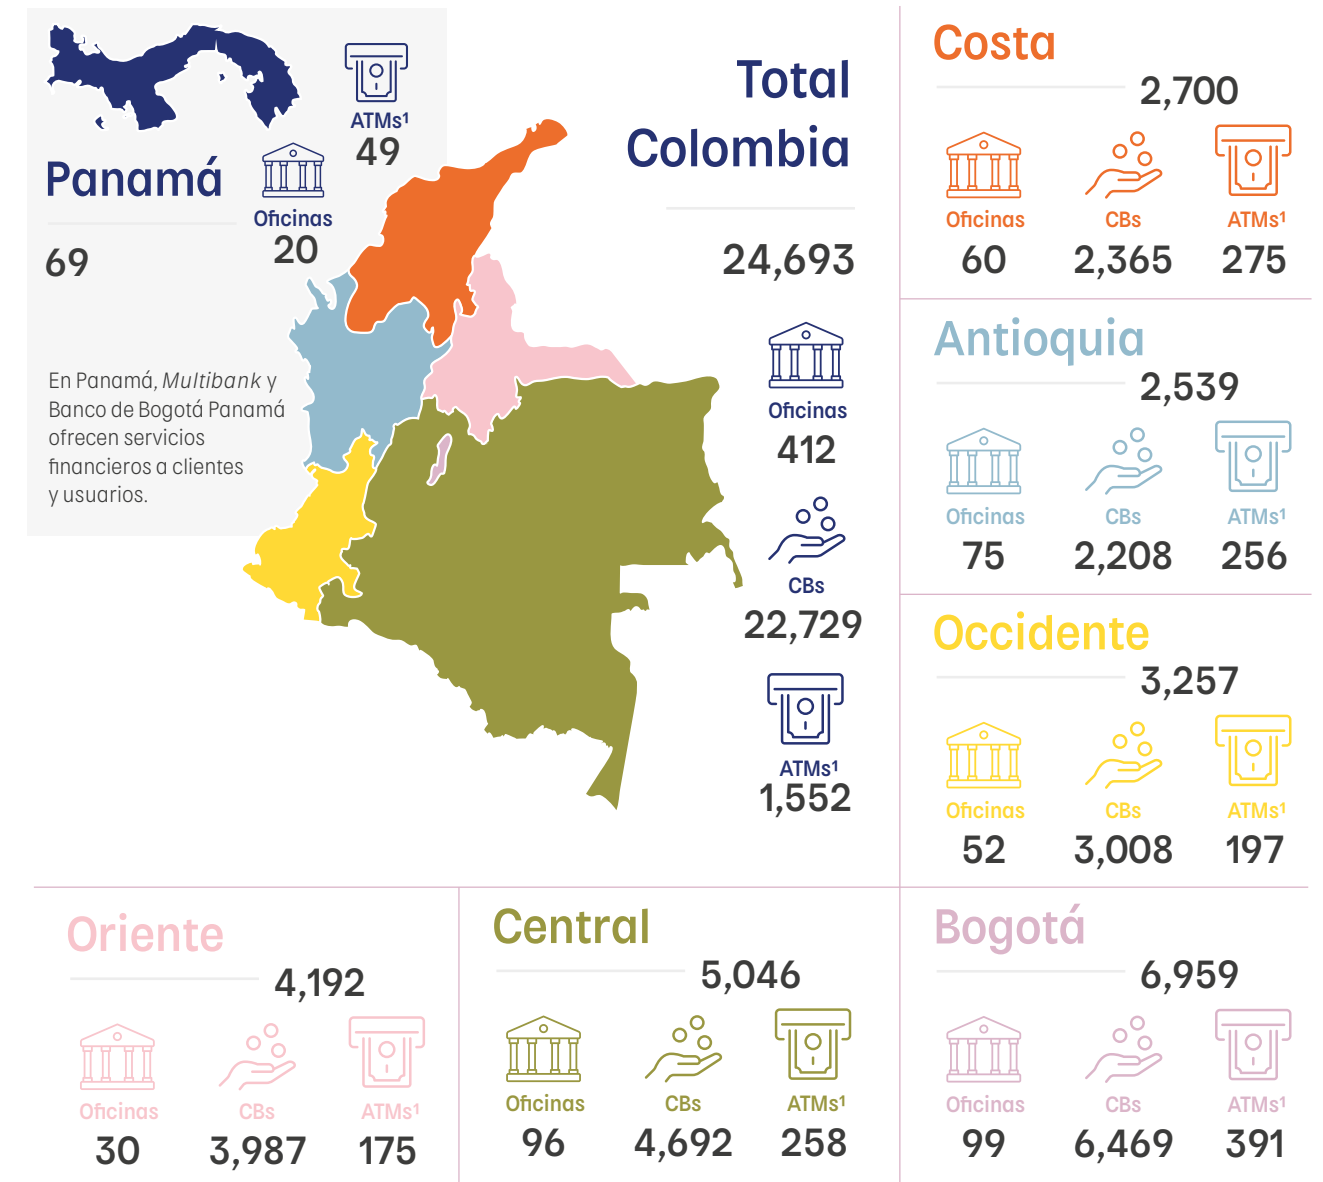 Panamá
69
ATMs¹
49
Oficinas
20
En Panamá, Multibank y
Banco de Bogotá Panamá
ofrecen servicios
financieros a clientes
y usuarios.
Total
Colombia
24,693
Oficinas
412
CBs
22,729
ATMs¹
1,552
Costa
2,700
Oficinas CBs ATMs¹
60 2,365 275
Antioquia
2,539
Oficinas CBs ATMs¹
75 2,208 256
Occidente
3,257
Oficinas CBs ATMs¹
52 3,008 197
Oriente
4,192
Oficinas CBs ATMs¹
30 3,987 175
Central
5,046
Oficinas CBs ATMs¹
96 4,692 258
Bogotá
6,959
Oficinas CBs ATMs¹
99 6,469 391